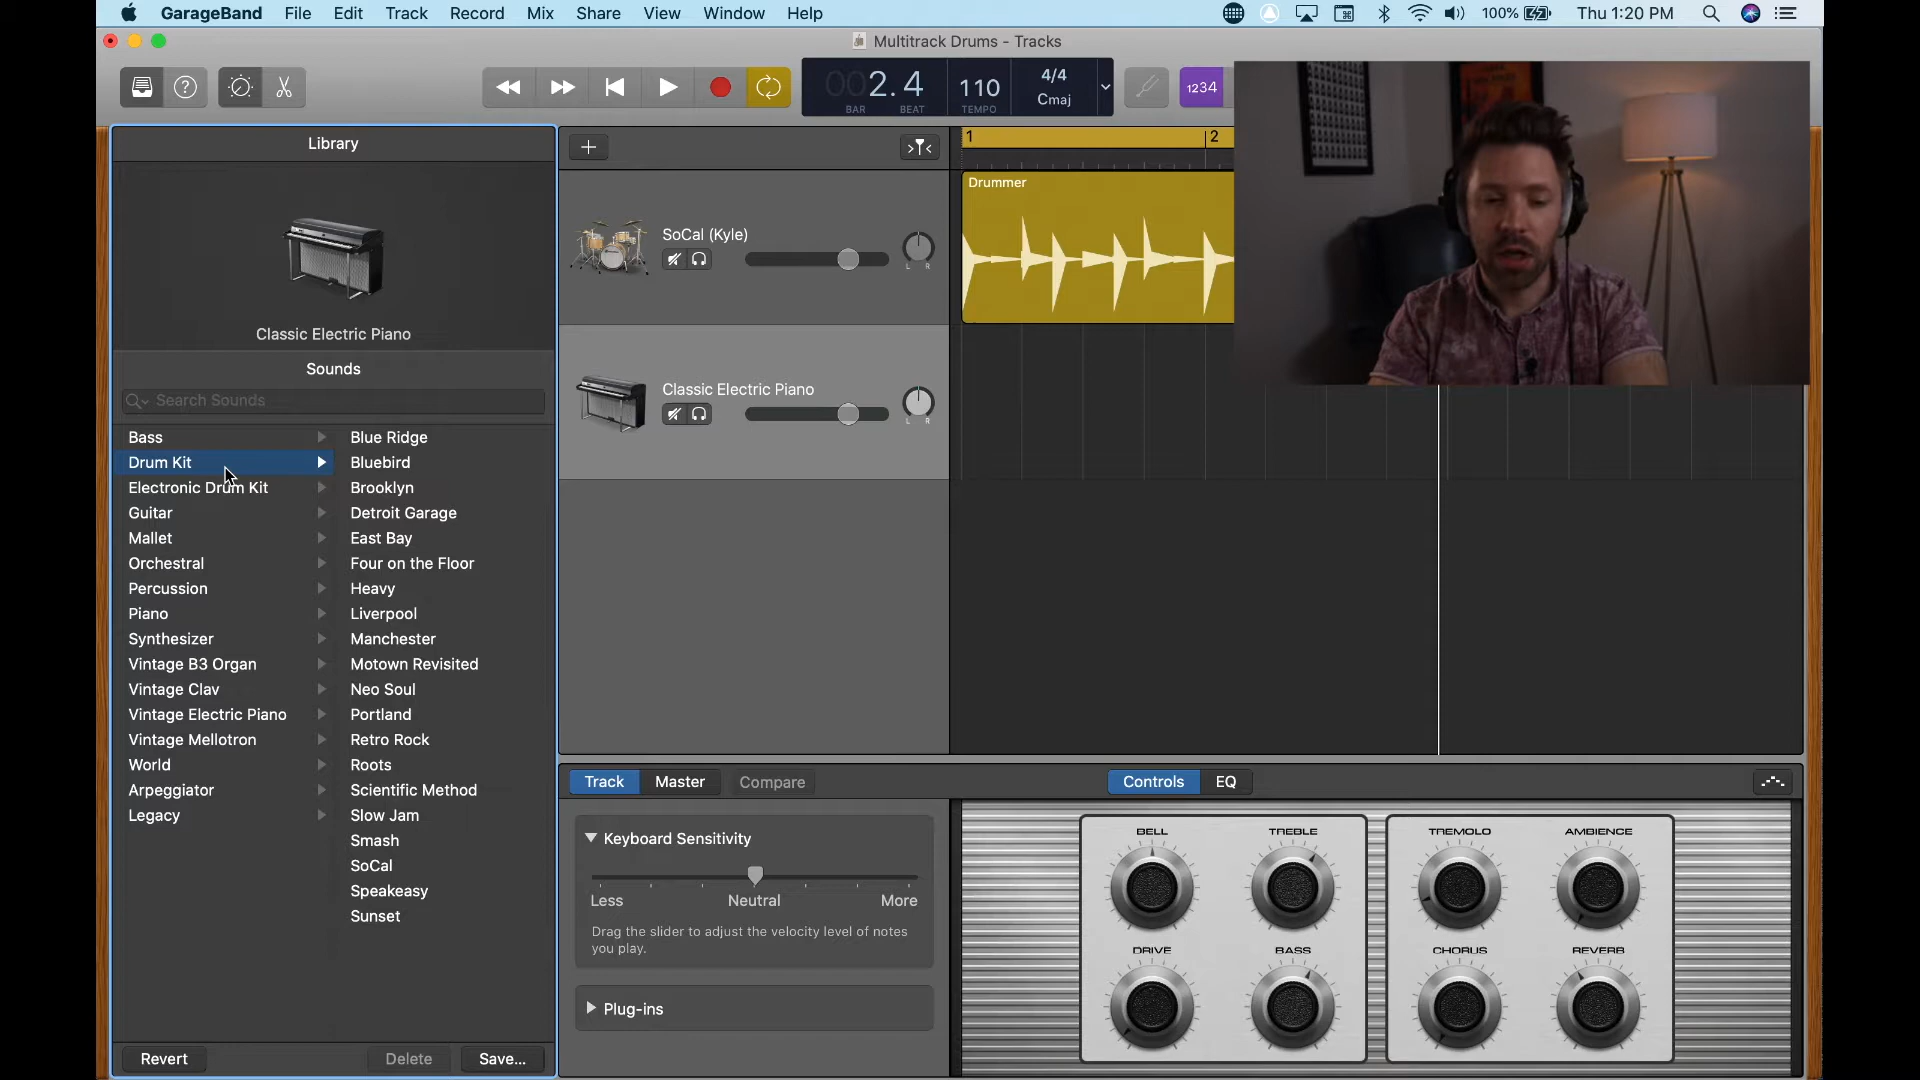 GarageBand File Edit Track Record Mix Share View Window Help
100% Thu 1:20 PM
Multitrack Drums - Tracks
002.4 110 4/4
Cmaj
BAR BEAT TEMPO
1234
Library
Classic Electric Piano
Sounds
Search Sounds
Bass
Drum Kit
Electronic Drum Kit
Guitar
Mallet
Orchestral
Percussion
Piano
Synthesizer
Vintage B3 Organ
Vintage Clav
Vintage Electric Piano
Vintage Mellotron
World
Arpeggiator
Legacy
Blue Ridge
Bluebird
Brooklyn
Detroit Garage
East Bay
Four on the Floor
Heavy
Liverpool
Manchester
Motown Revisited
Neo Soul
Portland
Retro Rock
Roots
Scientific Method
Slow Jam
Smash
SoCal
Speakeasy
Sunset
Revert Delete Save...
1 2
Drummer
SoCal (Kyle)
L R
Classic Electric Piano
L R
Track Master Compare
Controls EQ
Keyboard Sensitivity
Less Neutral More
Drag the slider to adjust the velocity level of notes
you play.
Plug-ins
BELL TREBLE TREMOLO AMBIENCE
DRIVE BASS CHORUS REVERB